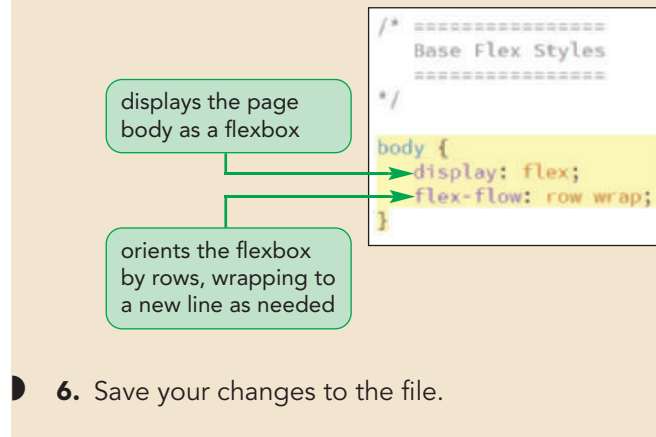 /* ================
Base Flex Styles
================
*/
displays the page
body as a flexbox
body {
display: flex;
flex-flow: row wrap;
}
orients the flexbox
by rows, wrapping to
a new line as needed
6. Save your changes to the file.